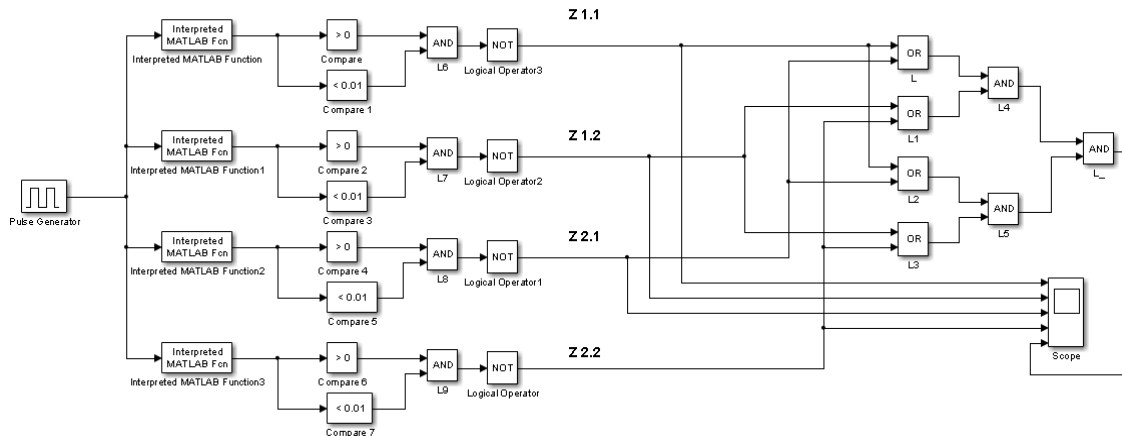 Z 1.1
Interpreted
MATLAB Fcn
Interpreted MATLAB Function
> 0
Compare
< 0.01
Compare 1
AND
L6
NOT
Logical Operator3
OR
L
AND
L4
OR
L1
Z 1.2
Interpreted
MATLAB Fcn
Interpreted MATLAB Function1
> 0
Compare 2
< 0.01
Compare 3
AND
L7
NOT
Logical Operator2
AND
L_
OR
L2
AND
L5
OR
L3
Pulse Generator
Z 2.1
Interpreted
MATLAB Fcn
Interpreted MATLAB Function2
> 0
Compare 4
< 0.01
Compare 5
AND
L8
NOT
Logical Operator1
Scope
Z 2.2
Interpreted
MATLAB Fcn
Interpreted MATLAB Function3
> 0
Compare 6
< 0.01
Compare 7
AND
L9
NOT
Logical Operator